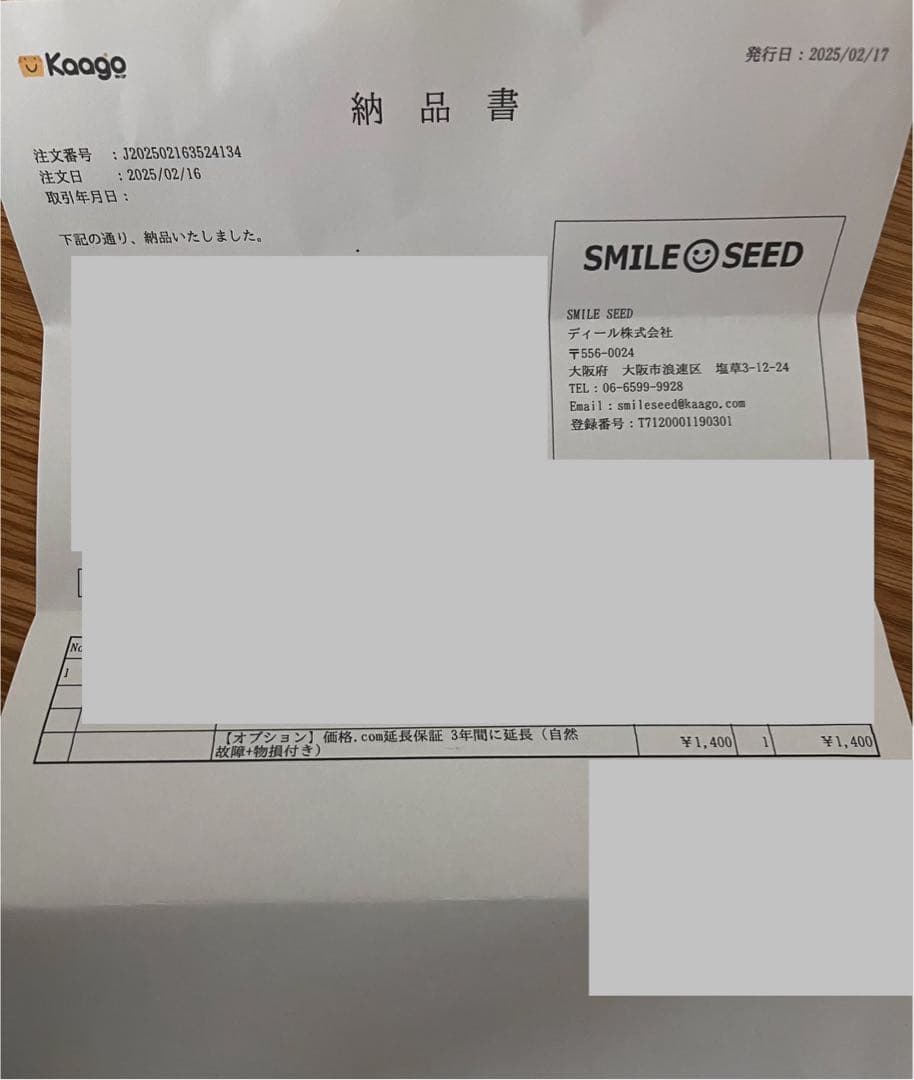 Kaago
発行日：2025/02/17
納品書
注文番号　：J202502163524134
注文日　　：2025/02/16
取引年月日：
下記の通り、納品いたしました。
SMILE SEED
SMILE SEED
ディール株式会社
〒556-0024
大阪府　大阪市浪速区　塩草3-12-24
TEL：06-6599-9928
Email：smileseed@kaago.com
登録番号：T7120001190301
No
1
【オプション】価格.com延長保証 3年間に延長（自然
故障+物損付き） ￥1,400 1 ￥1,400